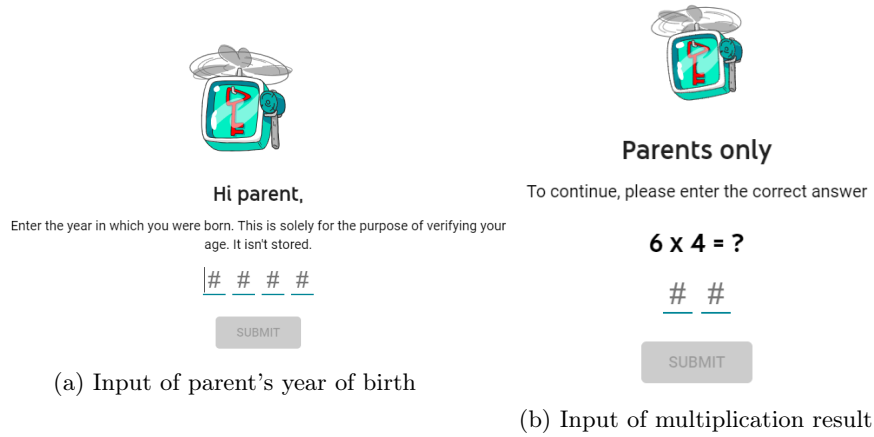 Hi parent,
Enter the year in which you were born. This is solely for the purpose of verifying your
age. It isn't stored.
# # # #
SUBMIT
(a) Input of parent's year of birth
Parents only
To continue, please enter the correct answer
6 x 4 = ?
# #
SUBMIT
(b) Input of multiplication result